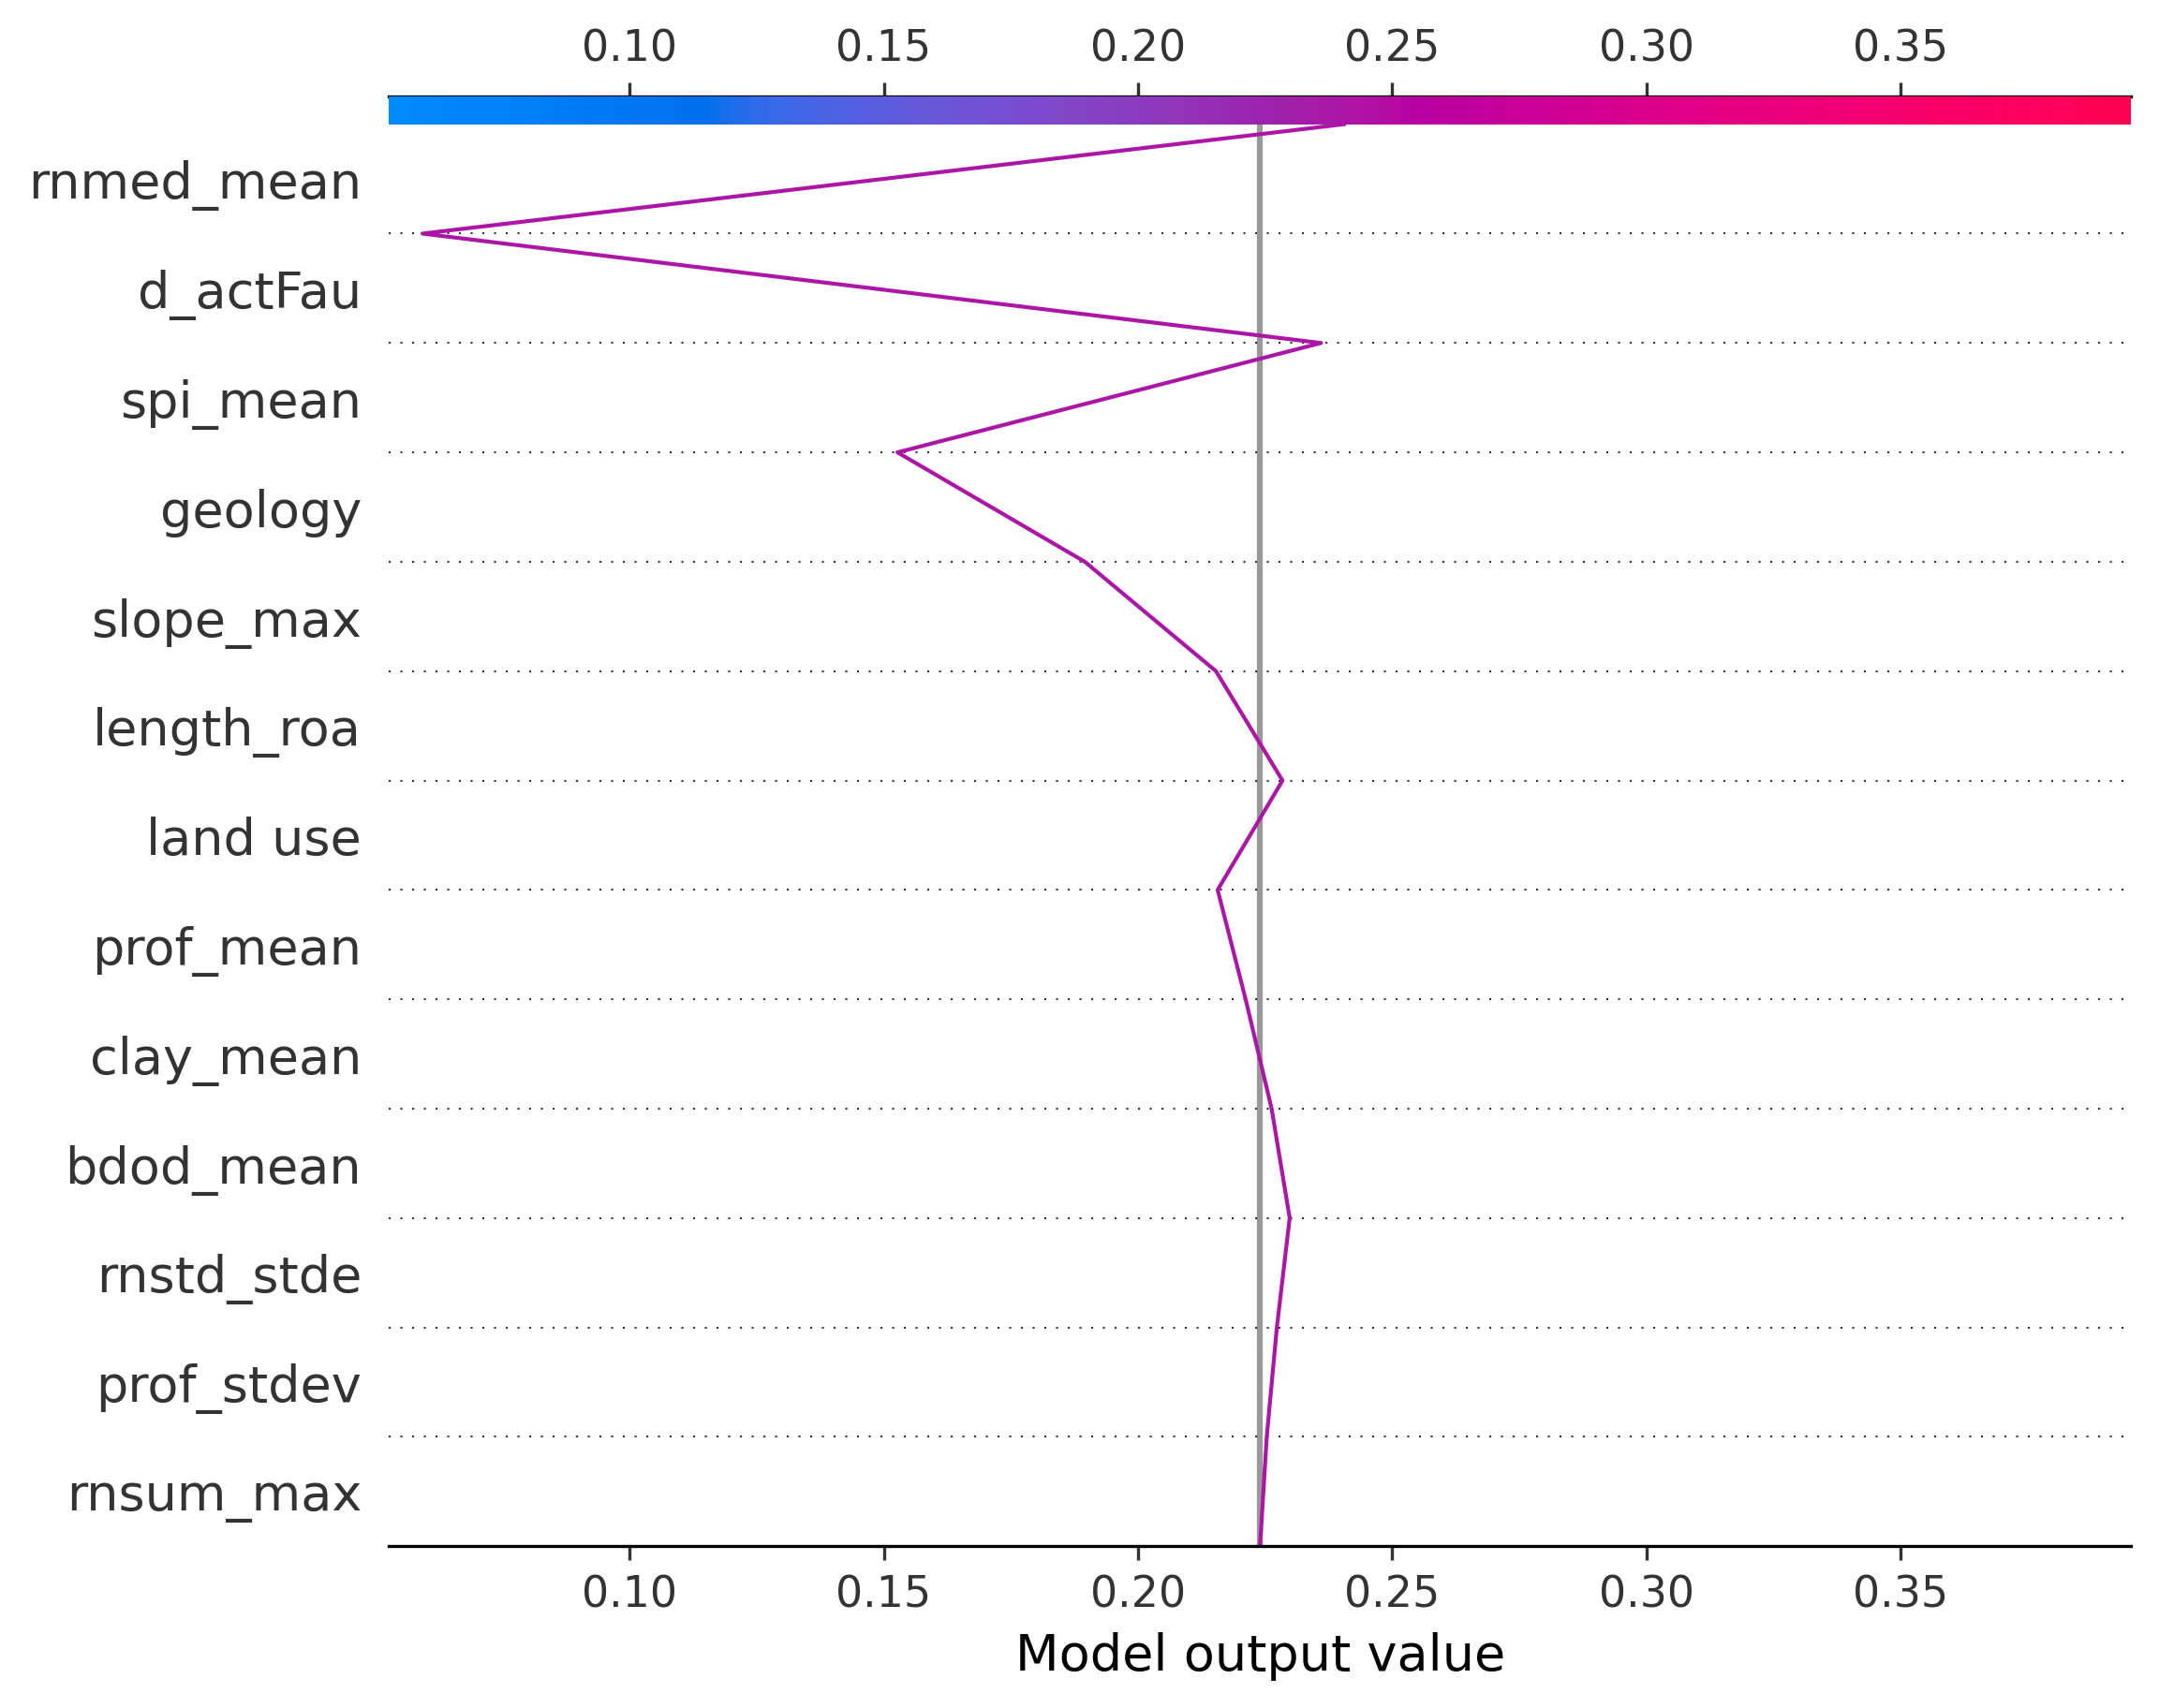 0.10 0.15 0.20 0.25 0.30 0.35
rnmed_mean
d_actFau
spi_mean
geology
slope_max
length_roa
land use
prof_mean
clay_mean
bdod_mean
rnstd_stde
prof_stdev
rnsum_max
0.10 0.15 0.20 0.25 0.30 0.35
Model output value